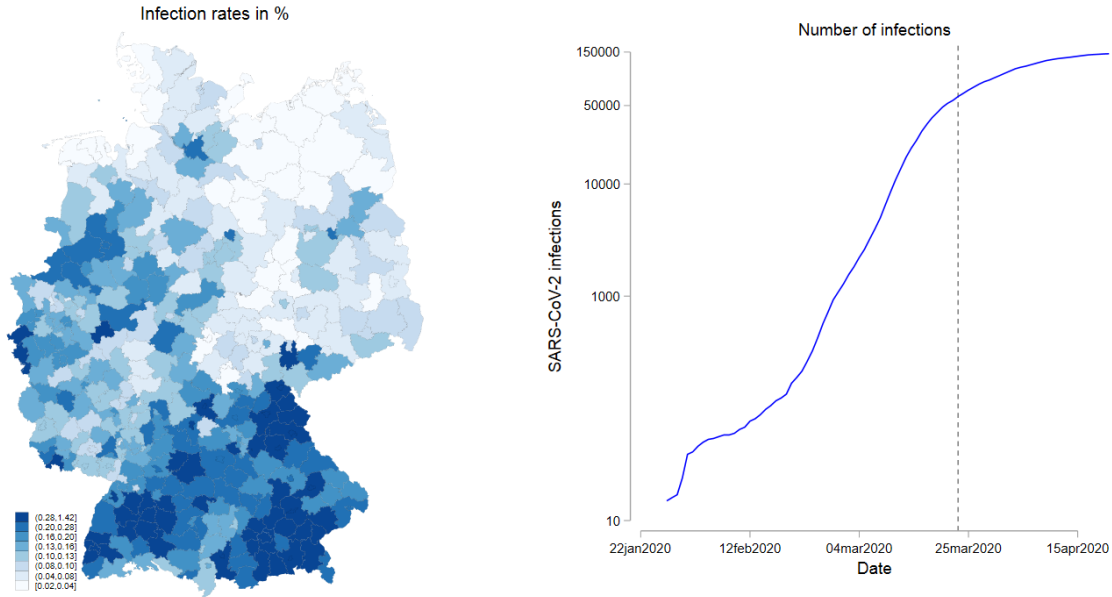 Infection rates in %
(0.28,1.42]
(0.20,0.28]
(0.16,0.20]
(0.13,0.16]
(0.10,0.13]
(0.08,0.10]
(0.04,0.08]
[0.02,0.04]
Number of infections
SARS-CoV-2 infections
150000
50000
10000
1000
10
22jan2020
12feb2020
04mar2020
25mar2020
15apr2020
Date